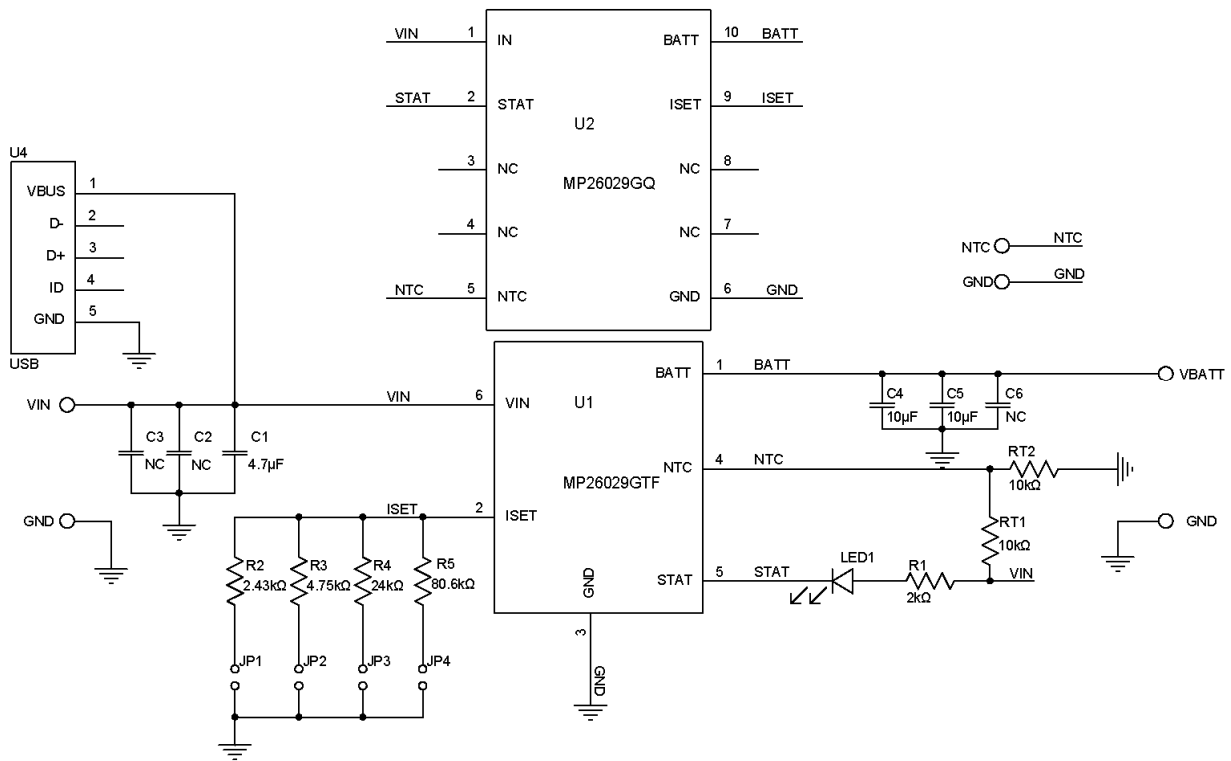 VIN 1 IN BATT 10 BATT
STAT 2 STAT ISET 9 ISET
U2
3 NC NC 8
MP26029GQ
4 NC NC 7
NTC 5 NTC GND 6 GND
U4
VBUS 1
D- 2
D+ 3
ID 4
GND 5
USB
NTC NTC
GND GND
VIN VIN 6 VIN
U1
BATT 1 BATT
VBATT
C3 NC
C2 NC
C1 4.7µF
C4 10µF
C5 10µF
C6 NC
MP26029GTF
NTC 4 NTC
RT2
10kΩ
GND
ISET 2 ISET
RT1
10kΩ
GND
R2
2.43kΩ
R3
4.75kΩ
R4
24kΩ
R5
80.6kΩ
STAT 5 STAT
LED1
R1
2kΩ
VIN
GND
3
GND
JP1 JP2 JP3 JP4